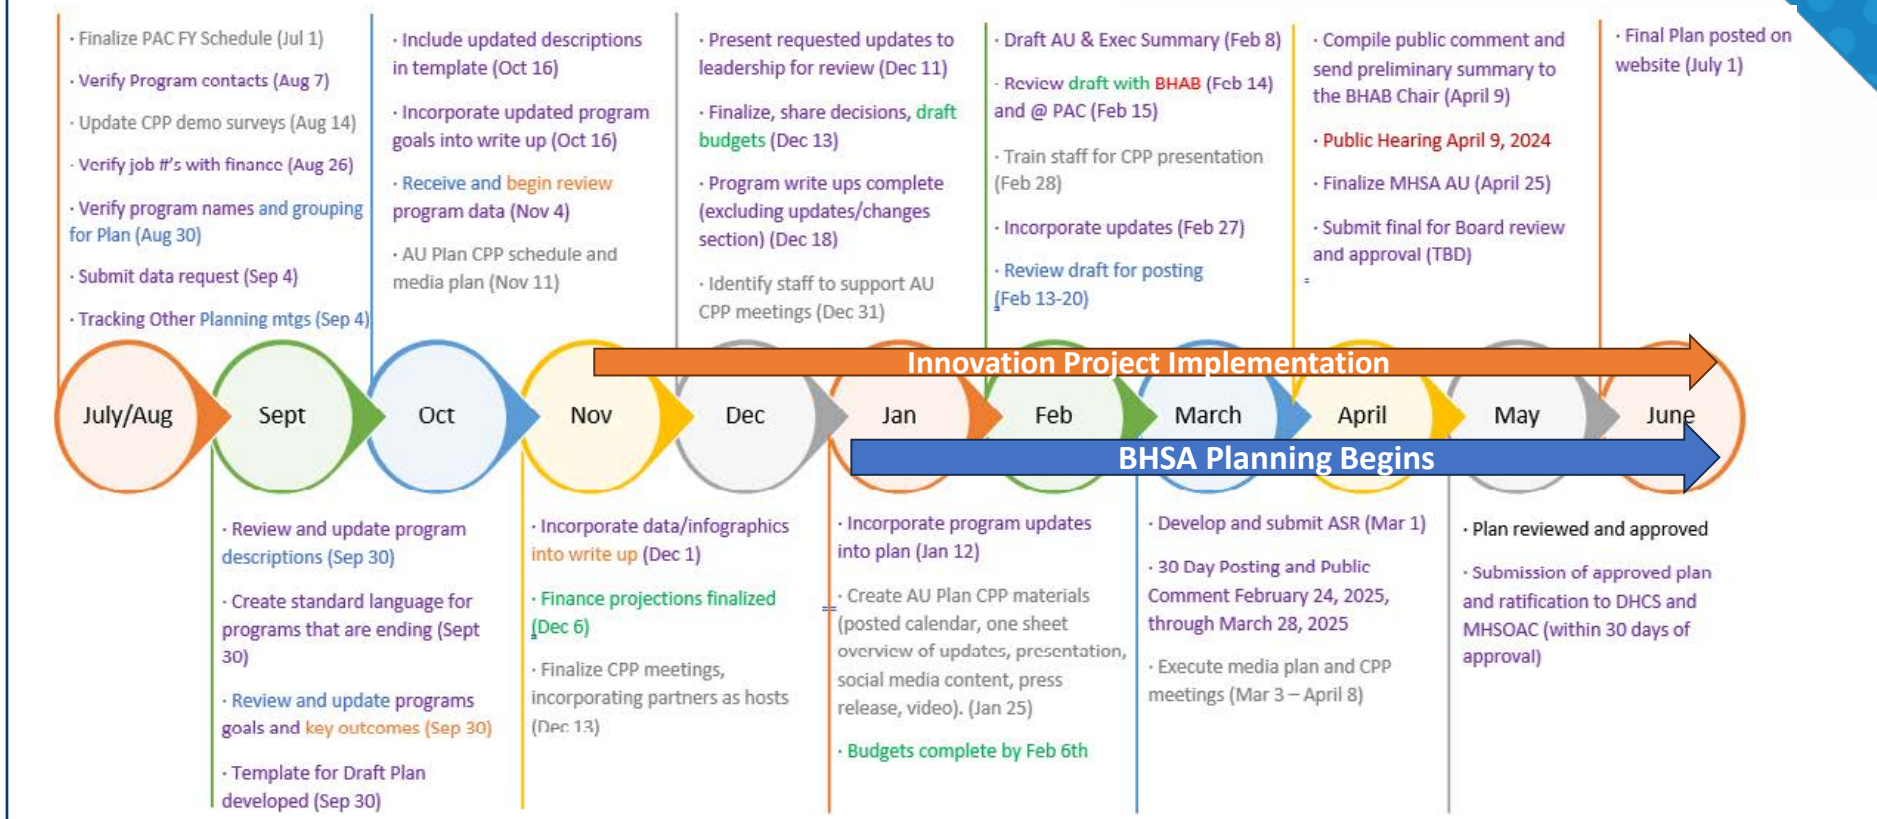 · Finalize PAC FY Schedule (Jul 1)
· Verify Program contacts (Aug 7)
· Update CPP demo surveys (Aug 14)
· Verify job #'s with finance (Aug 26)
· Verify program names and grouping
for Plan (Aug 30)
· Submit data request (Sep 4)
· Tracking Other Planning mtgs (Sep 4)
· Include updated descriptions
in template (Oct 16)
· Incorporate updated program
goals into write up (Oct 16)
· Receive and begin review
program data (Nov 4)
· AU Plan CPP schedule and
media plan (Nov 11)
· Present requested updates to
leadership for review (Dec 11)
· Finalize, share decisions, draft
budgets (Dec 13)
· Program write ups complete
(excluding updates/changes
section) (Dec 18)
· Identify staff to support AU
CPP meetings (Dec 31)
· Draft AU & Exec Summary (Feb 8)
· Review draft with BHAB (Feb 14)
and @ PAC (Feb 15)
· Train staff for CPP presentation
(Feb 28)
· Incorporate updates (Feb 27)
· Review draft for posting
(Feb 13-20)
· Compile public comment and
send preliminary summary to
the BHAB Chair (April 9)
· Public Hearing April 9, 2024
· Finalize MHSA AU (April 25)
· Submit final for Board review
and approval (TBD)
· Final Plan posted on
website (July 1)
Innovation Project Implementation
July/Aug
Sept
Oct
Nov
Dec
Jan
Feb
March
April
May
June
BHSA Planning Begins
· Review and update program
descriptions (Sep 30)
· Create standard language for
programs that are ending (Sept
30)
· Review and update programs
goals and key outcomes (Sep 30)
· Template for Draft Plan
developed (Sep 30)
· Incorporate data/infographics
into write up (Dec 1)
· Finance projections finalized
(Dec 6)
· Finalize CPP meetings,
incorporating partners as hosts
(Dec 13)
· Incorporate program updates
into plan (Jan 12)
· Create AU Plan CPP materials
(posted calendar, one sheet
overview of updates, presentation,
social media content, press
release, video). (Jan 25)
· Budgets complete by Feb 6th
· Develop and submit ASR (Mar 1)
· 30 Day Posting and Public
Comment February 24, 2025,
through March 28, 2025
· Execute media plan and CPP
meetings (Mar 3 – April 8)
· Plan reviewed and approved
· Submission of approved plan
and ratification to DHCS and
MHSOAC (within 30 days of
approval)